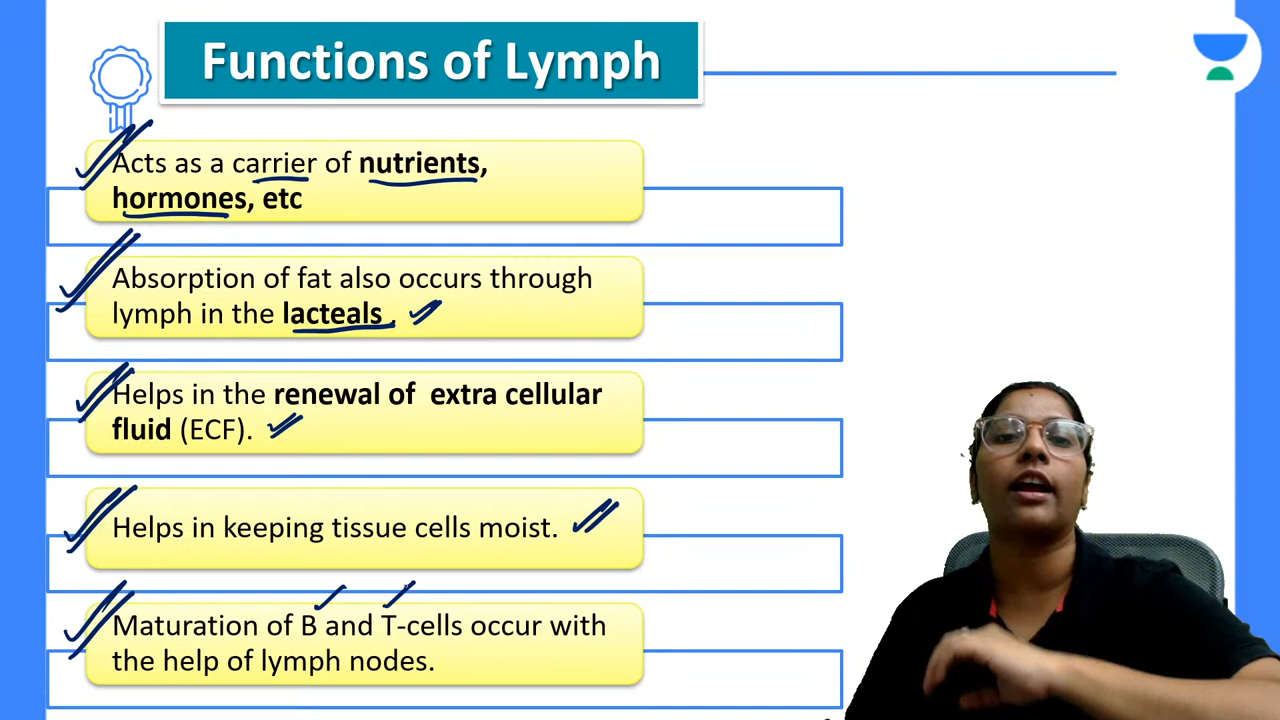 Functions of Lymph
Acts as a carrier of nutrients,
hormones, etc
Absorption of fat also occurs through
lymph in the lacteals .
Helps in the renewal of  extra cellular
fluid (ECF).
Helps in keeping tissue cells moist.
Maturation of B and T-cells occur with
the help of lymph nodes.